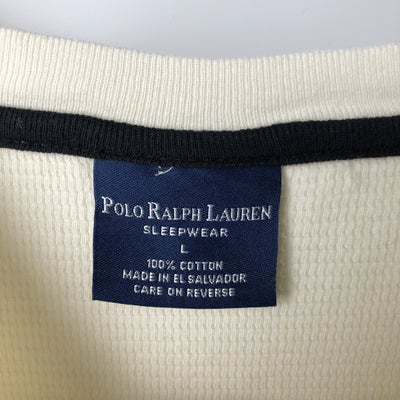 POLO RALPH LAUREN
SLEEPWEAR
L
100% COTTON
MADE IN EL SALVADOR
CARE ON REVERSE